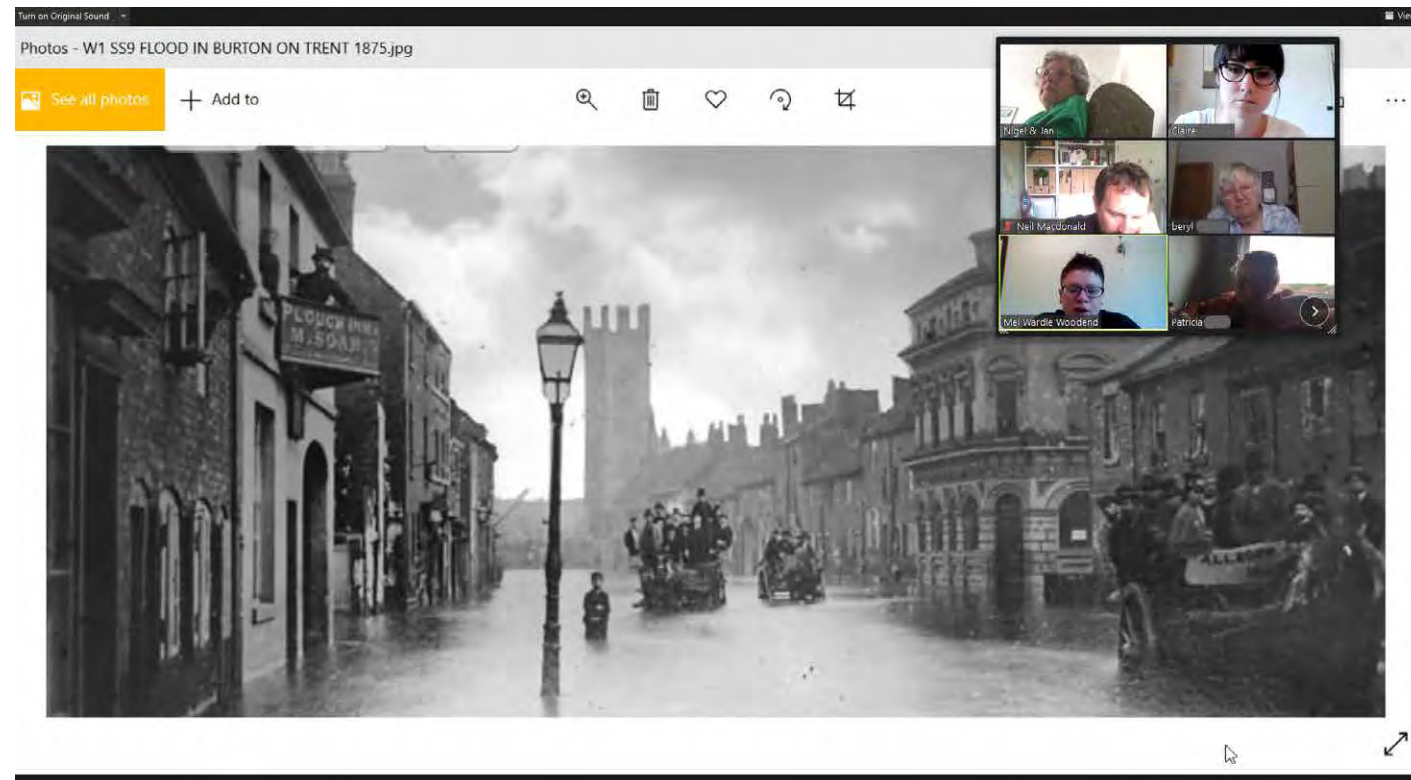 Turn on Original Sound
View
Photos - W1 SS9 FLOOD IN BURTON ON TRENT 1875.jpg
See all photos
Add to
Nigel & Jan
Claire
Neil Macdonald
beryl
Mel Wardle Woodend
Patricia
PLOUGH INN
M. SOAR